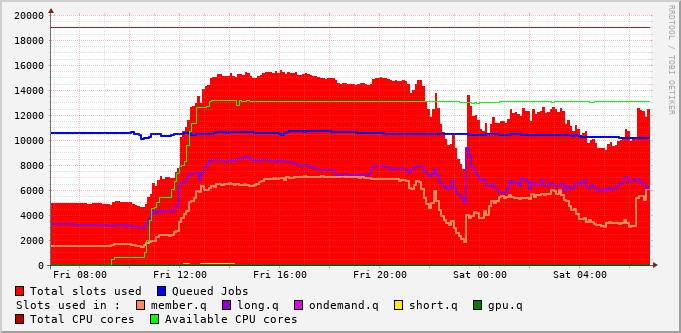 20000
18000
16000
14000
12000
10000
8000
6000
4000
2000
0
Fri 08:00 Fri 12:00 Fri 16:00 Fri 20:00 Sat 00:00 Sat 04:00
Total slots used Queued Jobs
Slots used in : member.q long.q ondemand.q short.q gpu.q
Total CPU cores Available CPU cores
RRDTOOL / TOBI OETIKER